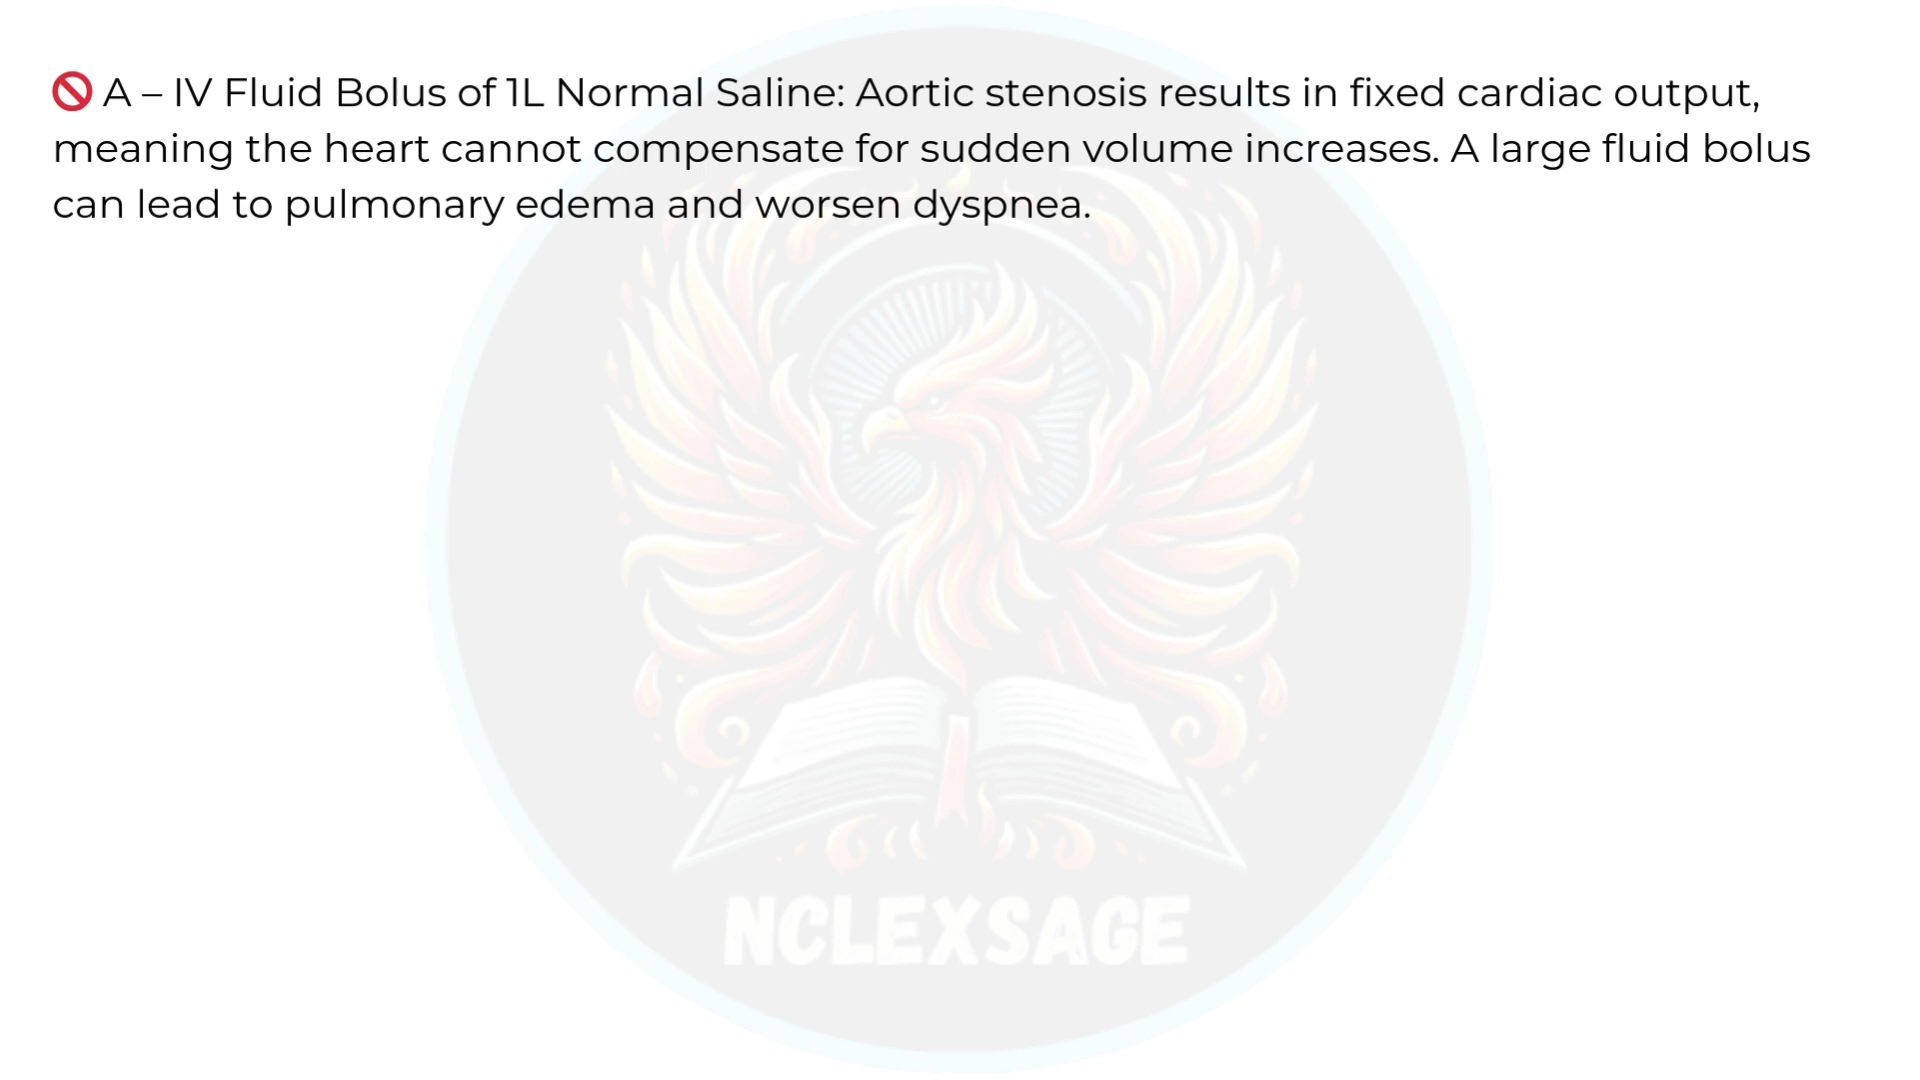 🚫 A – IV Fluid Bolus of 1L Normal Saline: Aortic stenosis results in fixed cardiac output,
meaning the heart cannot compensate for sudden volume increases. A large fluid bolus
can lead to pulmonary edema and worsen dyspnea.
NCLEXSAGE